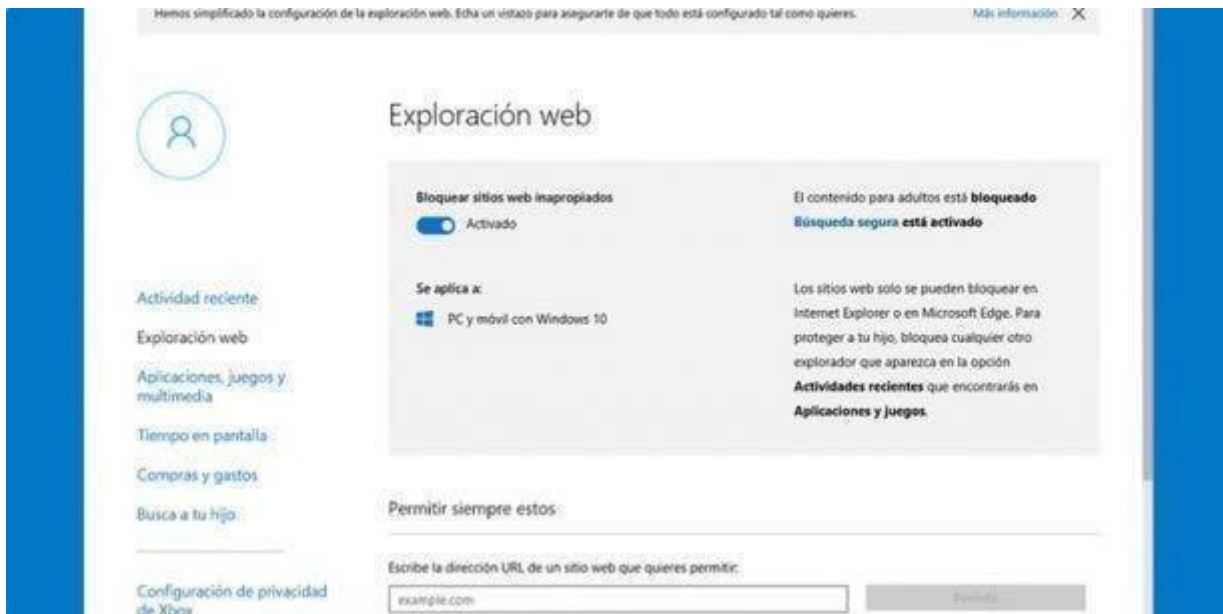 Hemos simplificado la configuración de la exploración web. Echa un vistazo para asegurarte de que todo está configurado tal como quieres.
Más información
Exploración web
Bloquear sitios web inapropiados
Activado
El contenido para adultos está bloqueado
Búsqueda segura está activado
Se aplica a:
PC y móvil con Windows 10
Los sitios web solo se pueden bloquear en
Internet Explorer o en Microsoft Edge. Para
proteger a tu hijo, bloquea cualquier otro
explorador que aparezca en la opción
Actividades recientes que encontrarás en
Aplicaciones y juegos.
Actividad reciente
Exploración web
Aplicaciones, juegos y
multimedia
Tiempo en pantalla
Compras y gastos
Busca a tu hijo
Configuración de privacidad
de Xbox
Permitir siempre estos
Escribe la dirección URL de un sitio web que quieres permitir:
example.com
Permitir